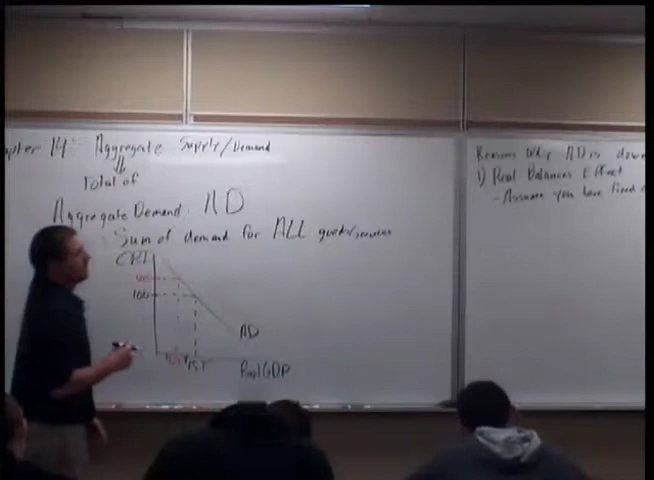 pter 14: Aggregate Supply/Demand
Total of
Aggregate Demand: AD
Sum of demand for ALL goods/services
CPI
100
AD
Real GDP
Reasons Why AD is down
1) Real Balances Effect
- Assume you have fixed